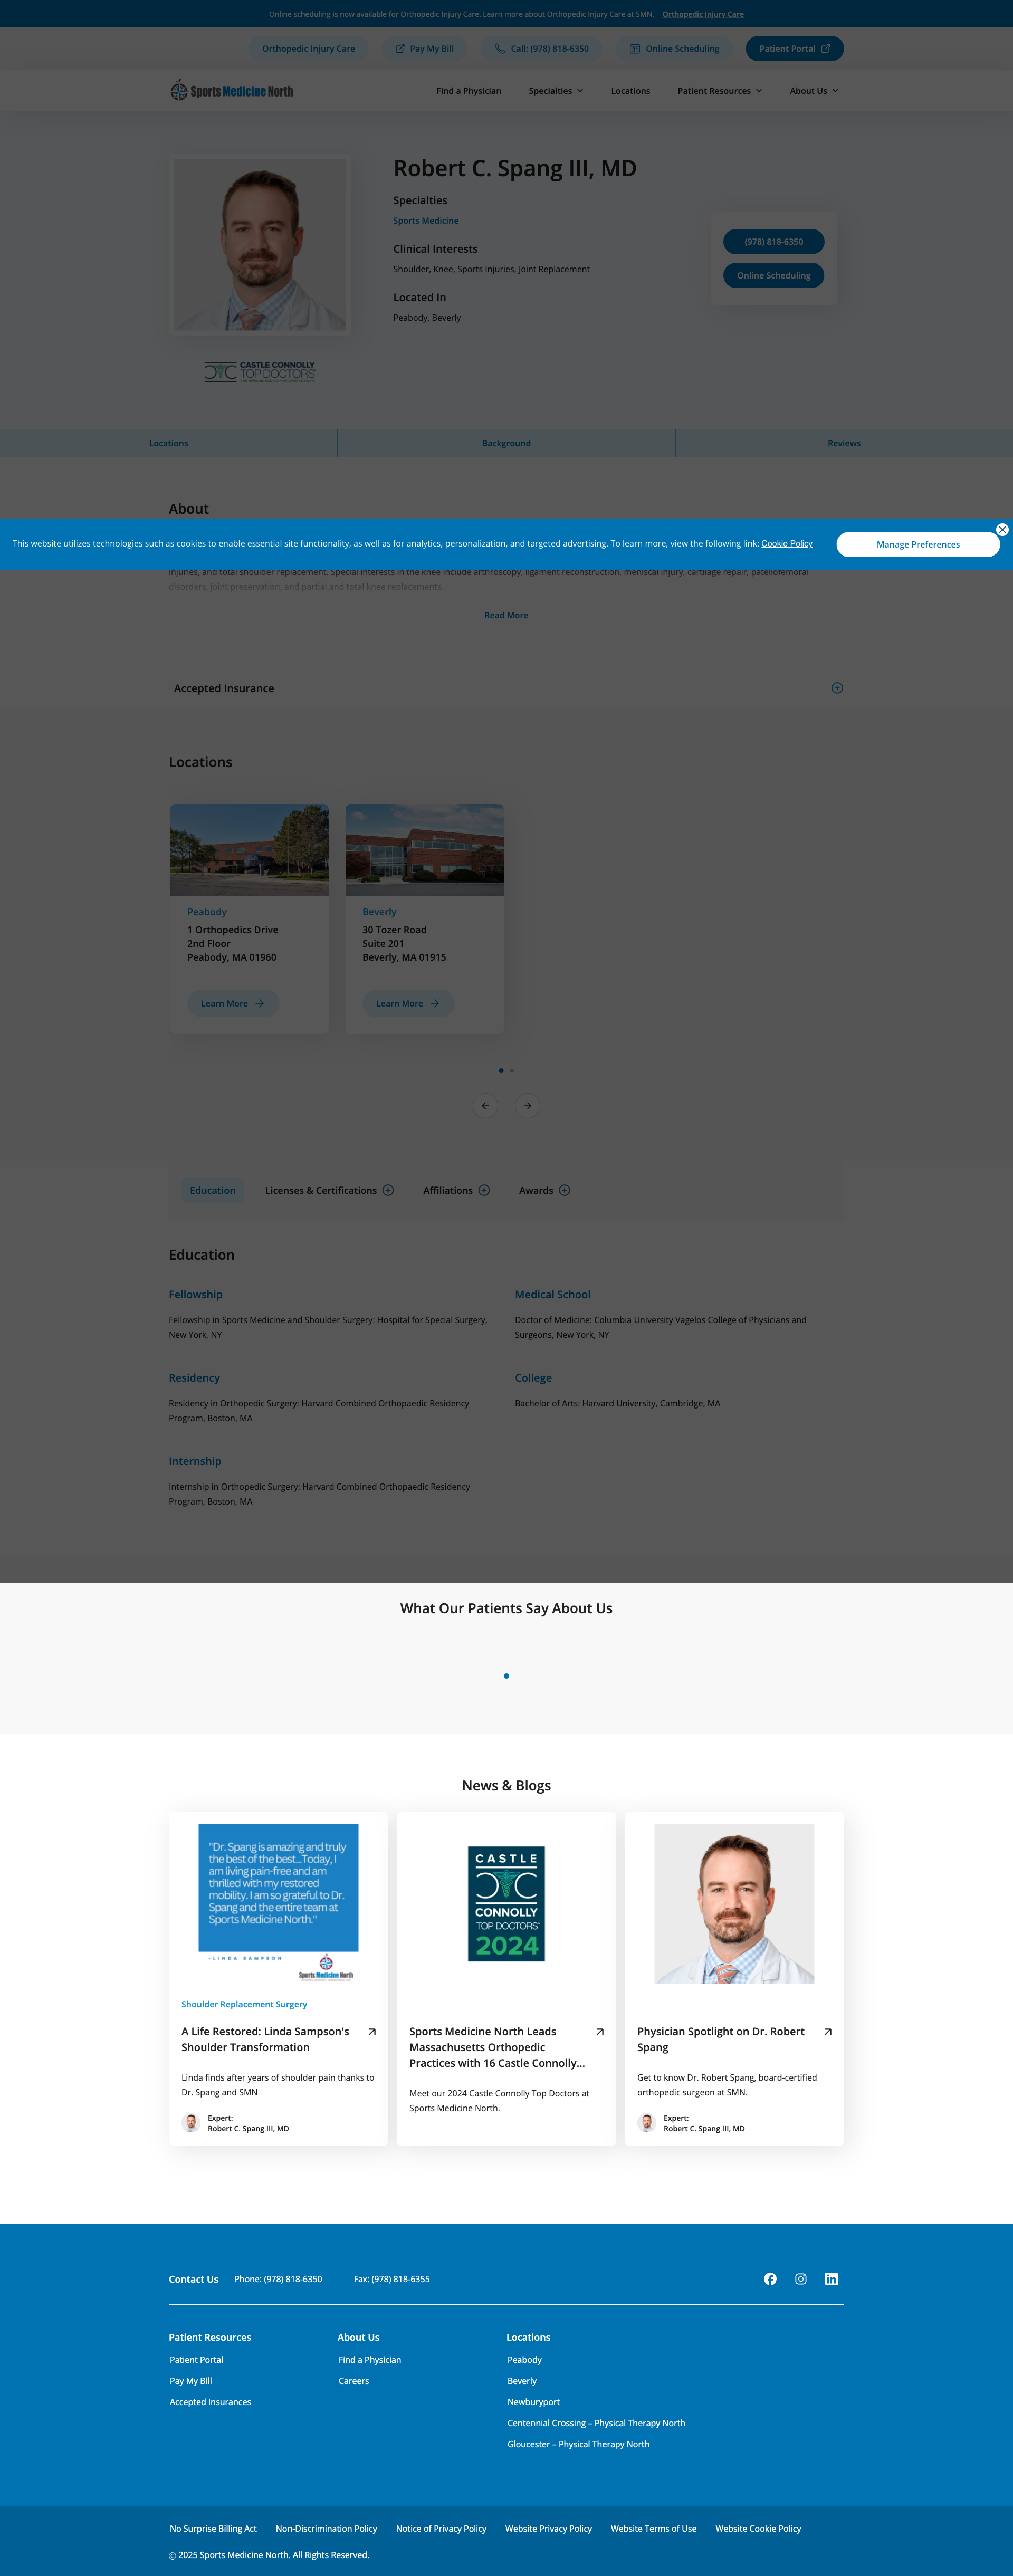 Online scheduling is now available for Orthopedic Injury Care. Learn more about Orthopedic Injury Care at SMN. Orthopedic Injury Care
Orthopedic Injury Care
Pay My Bill
Call: (978) 818-6350
Online Scheduling
Patient Portal
Sports Medicine North
Find a Physician
Specialties
Locations
Patient Resources
About Us
Robert C. Spang III, MD
Specialties
Sports Medicine
Clinical Interests
Shoulder, Knee, Sports Injuries, Joint Replacement
Located In
Peabody, Beverly
(978) 818-6350
Online Scheduling
CASTLE CONNOLLY
TOP DOCTORS
Locations
Background
Reviews
About
This website utilizes technologies such as cookies to enable essential site functionality, as well as for analytics, personalization, and targeted advertising. To learn more, view the following link: Cookie Policy
Manage Preferences
injuries, and total shoulder replacement. Special interests in the knee include arthroscopy, ligament reconstruction, meniscal injury, cartilage repair, patellofemoral
disorders, joint preservation, and partial and total knee replacements.
Read More
Accepted Insurance
Locations
Peabody
1 Orthopedics Drive
2nd Floor
Peabody, MA 01960
Learn More
Beverly
30 Tozer Road
Suite 201
Beverly, MA 01915
Learn More
Education
Licenses & Certifications
Affiliations
Awards
Education
Fellowship
Fellowship in Sports Medicine and Shoulder Surgery: Hospital for Special Surgery,
New York, NY
Medical School
Doctor of Medicine: Columbia University Vagelos College of Physicians and
Surgeons, New York, NY
Residency
Residency in Orthopedic Surgery: Harvard Combined Orthopaedic Residency
Program, Boston, MA
College
Bachelor of Arts: Harvard University, Cambridge, MA
Internship
Internship in Orthopedic Surgery: Harvard Combined Orthopaedic Residency
Program, Boston, MA
What Our Patients Say About Us
News & Blogs
"Dr. Spang is amazing and truly
the best of the best...Today, I
am living pain-free and am
thrilled with my restored
mobility. I am so grateful to Dr.
Spang and the entire team at
Sports Medicine North."
-LINDA SAMPSON
Sports Medicine North
Shoulder Replacement Surgery
A Life Restored: Linda Sampson's
Shoulder Transformation
Linda finds after years of shoulder pain thanks to
Dr. Spang and SMN
Expert:
Robert C. Spang III, MD
CASTLE
CONNOLLY
TOP DOCTORS
2024
Sports Medicine North Leads
Massachusetts Orthopedic
Practices with 16 Castle Connolly...
Meet our 2024 Castle Connolly Top Doctors at
Sports Medicine North.
Physician Spotlight on Dr. Robert
Spang
Get to know Dr. Robert Spang, board-certified
orthopedic surgeon at SMN.
Expert:
Robert C. Spang III, MD
Contact Us
Phone: (978) 818-6350
Fax: (978) 818-6355
Patient Resources
Patient Portal
Pay My Bill
Accepted Insurances
About Us
Find a Physician
Careers
Locations
Peabody
Beverly
Newburyport
Centennial Crossing – Physical Therapy North
Gloucester – Physical Therapy North
No Surprise Billing Act
Non-Discrimination Policy
Notice of Privacy Policy
Website Privacy Policy
Website Terms of Use
Website Cookie Policy
© 2025 Sports Medicine North. All Rights Reserved.